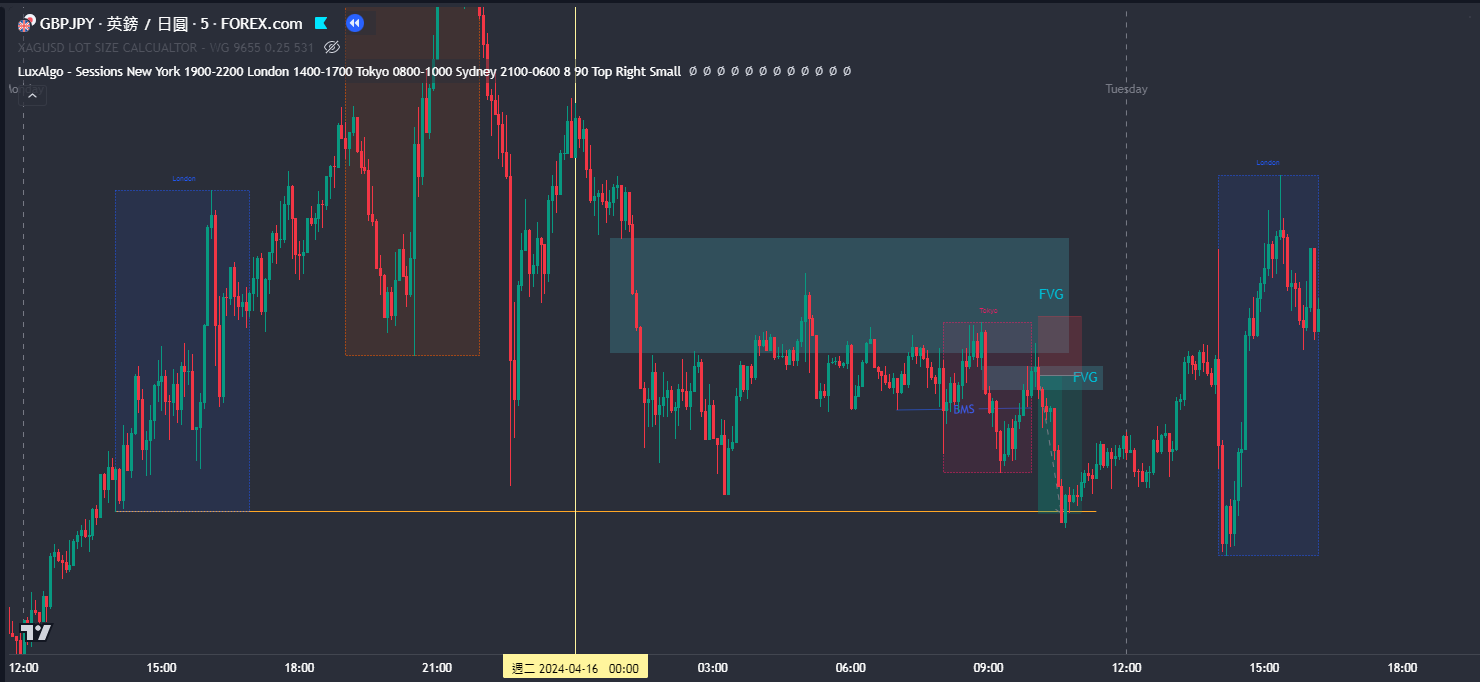 GBPJPY · 英鎊 / 日圓 · 5 · FOREX.com
XAGUSD LOT SIZE CALCUALTOR - WG 9655 0.25 531
LuxAlgo - Sessions New York 1900-2200 London 1400-1700 Tokyo 0800-1000 Sydney 2100-0600 8 90 Top Right Small Ø Ø Ø Ø Ø Ø Ø Ø Ø Ø Ø Ø
Tuesday
London
London
FVG
Tokyo
FVG
BMS
12:00 15:00 18:00 21:00 週二 2024-04-16 00:00 03:00 06:00 09:00 12:00 15:00 18:00